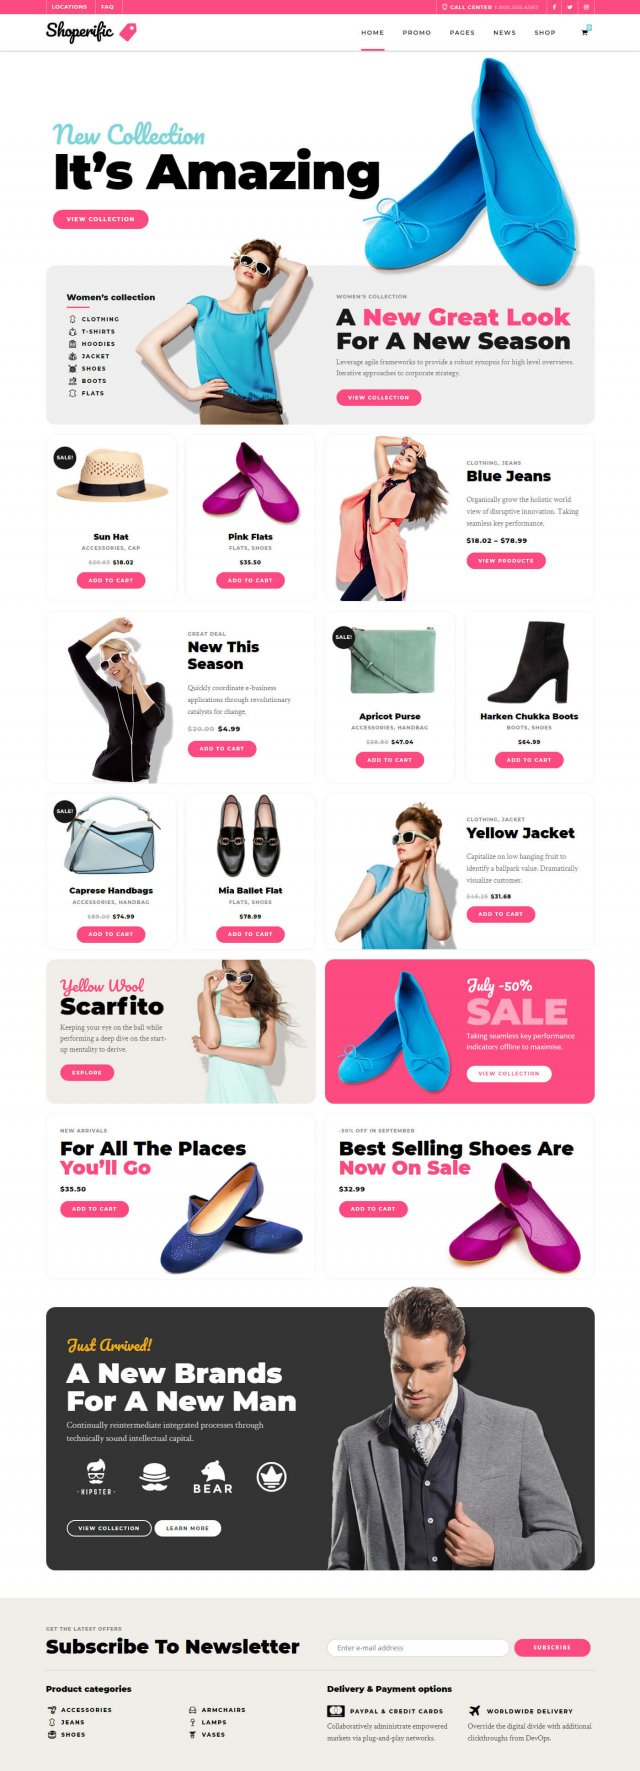 LOCATIONS FAQ CALL CENTER 1.800.555.6557
Shoperific HOME PROMO PAGES NEWS SHOP
New Collection
It's Amazing
VIEW COLLECTION
Women's collection
CLOTHING
T-SHIRTS
HOODIES
JACKET
SHOES
BOOTS
FLATS
WOMEN'S COLLECTION
A New Great Look
For A New Season
Leverage agile frameworks to provide a robust synopsis for high level overviews.
Iterative approaches to corporate strategy.
VIEW COLLECTION
SALE!
Sun Hat
ACCESSORIES, CAP
$20.63 $18.02
ADD TO CART
Pink Flats
FLATS, SHOES
$35.50
ADD TO CART
CLOTHING, JEANS
Blue Jeans
Organically grow the holistic world
view of disruptive innovation. Taking
seamless key performance.
$18.02 – $78.99
VIEW PRODUCTS
GREAT DEAL
New This
Season
Quickly coordinate e-business
applications through revolutionary
catalysts for change.
$20.00 $4.99
ADD TO CART
SALE!
Apricot Purse
ACCESSORIES, HANDBAG
$58.80 $47.04
ADD TO CART
Harken Chukka Boots
BOOTS, SHOES
$64.99
ADD TO CART
SALE!
Caprese Handbags
ACCESSORIES, HANDBAG
$89.00 $74.99
ADD TO CART
Mia Ballet Flat
FLATS, SHOES
$78.99
ADD TO CART
CLOTHING, JACKET
Yellow Jacket
Capitalize on low hanging fruit to
identify a ballpark value. Dramatically
visualize customer.
$31.68
ADD TO CART
Yellow Wool
Scarfito
Keeping your eye on the ball while
performing a deep dive on the start-
up mentality to derive.
EXPLORE
July -50%
SALE
Taking seamless key performance
indicators offline to maximise.
VIEW COLLECTION
NEW ARRIVALS
For All The Places
You'll Go
$35.50
ADD TO CART
-50% OFF IN SEPTEMBER
Best Selling Shoes Are
Now On Sale
$32.99
ADD TO CART
Just Arrived!
A New Brands
For A New Man
Continually reintermediate integrated processes through
technically sound intellectual capital.
HIPSTER BEAR
VIEW COLLECTION LEARN MORE
GET THE LATEST OFFERS
Subscribe To Newsletter
Enter e-mail address SUBSCRIBE
Product categories
ACCESSORIES
JEANS
SHOES
ARMCHAIRS
LAMPS
VASES
Delivery & Payment options
PAYPAL & CREDIT CARDS
Collaboratively administrate empowered
markets via plug-and-play networks.
WORLDWIDE DELIVERY
Override the digital divide with additional
clickthroughs from DevOps.